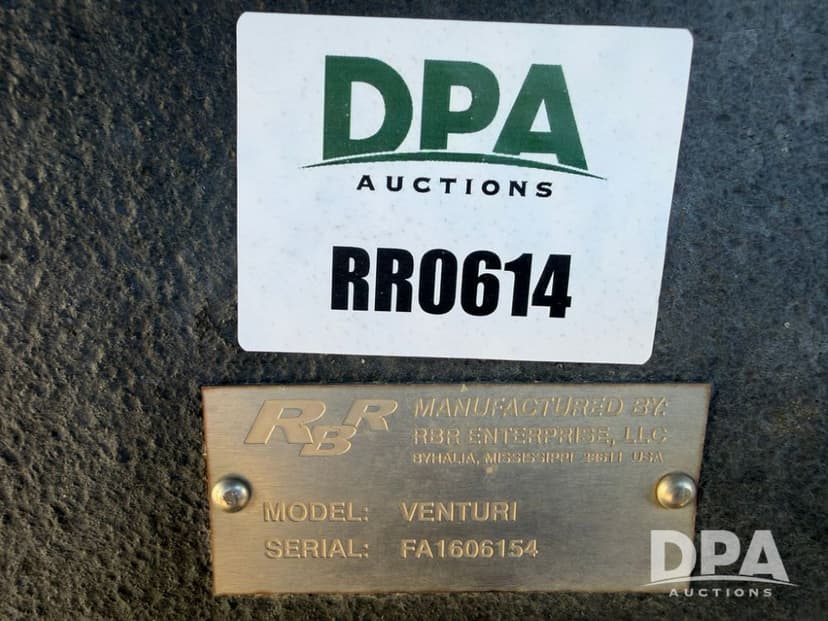 DPA
AUCTIONS
RR0614
RBR
MANUFACTURED BY:
RBR ENTERPRISE, LLC
BYHALIA, MISSISSIPPI 38611 USA
MODEL: VENTURI
SERIAL: FA1606154
DPA
AUCTIONS